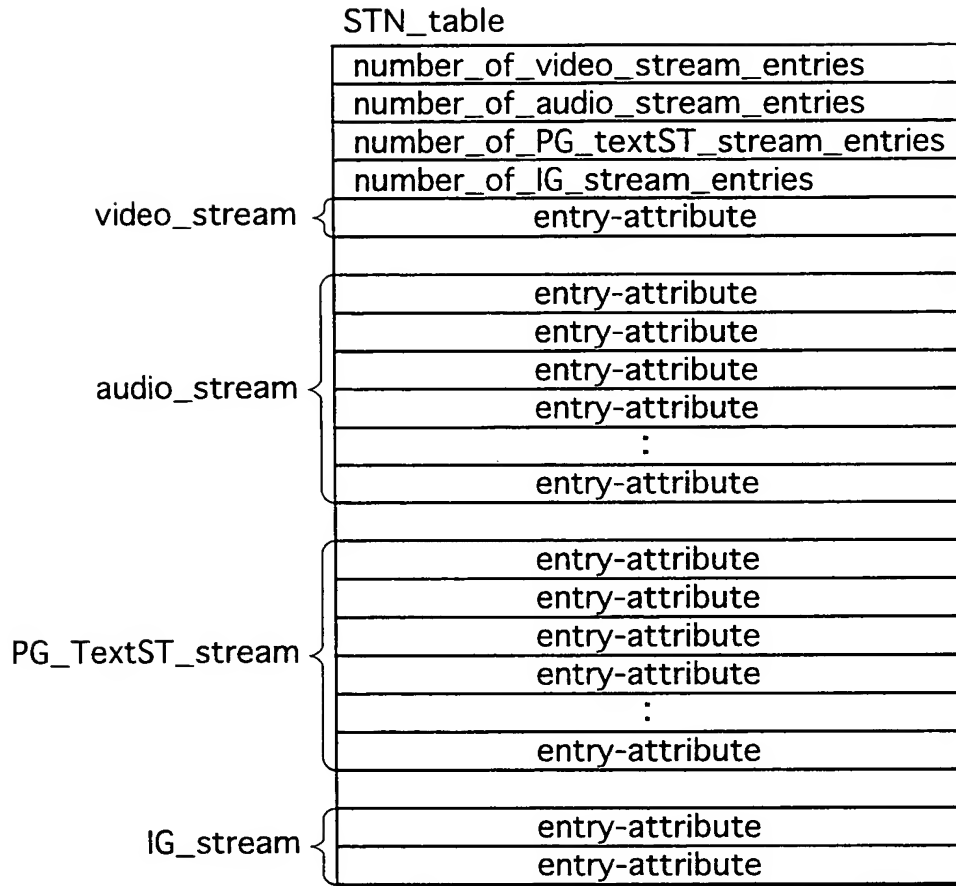 STN_table
number_of_video_stream_entries
number_of_audio_stream_entries
number_of_PG_textST_stream_entries
number_of_IG_stream_entries
video_stream
entry-attribute
audio_stream
entry-attribute
entry-attribute
entry-attribute
entry-attribute
:
entry-attribute
PG_TextST_stream
entry-attribute
entry-attribute
entry-attribute
entry-attribute
:
entry-attribute
IG_stream
entry-attribute
entry-attribute